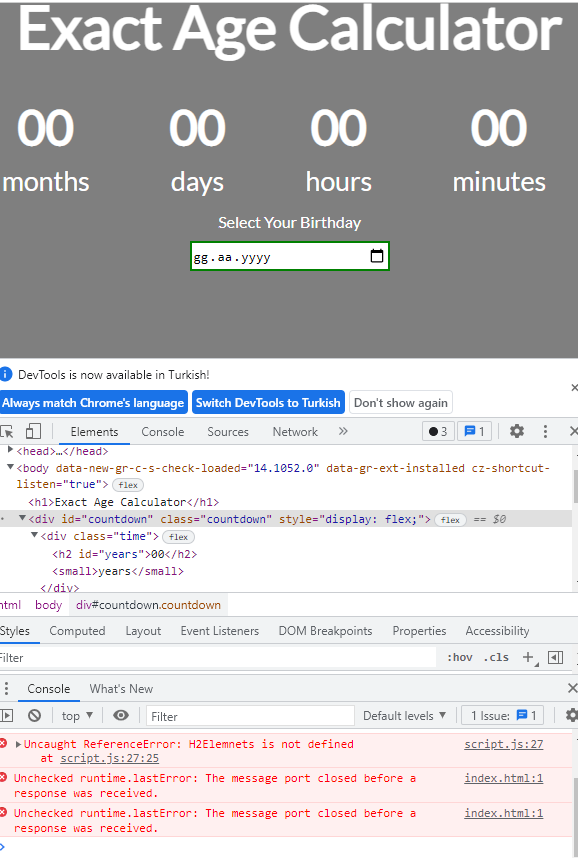 Exact Age Calculator
00 00 00 00
months days hours minutes
Select Your Birthday
gg.aa.yyyy
DevTools is now available in Turkish!
Always match Chrome's language Switch DevTools to Turkish Don't show again
Elements Console Sources Network » 3 1
<head>…</head>
<body data-new-gr-c-s-check-loaded="14.1052.0" data-gr-ext-installed cz-shortcut-
listen="true"> flex
<h1>Exact Age Calculator</h1>
<div id="countdown" class="countdown" style="display: flex;"> flex == $0
<div class="time"> flex
<h2 id="years">00</h2>
<small>years</small>
</div>
html body div#countdown.countdown
Styles Computed Layout Event Listeners DOM Breakpoints Properties Accessibility
Filter :hov .cls +
Console What's New
top Filter Default levels 1 Issue: 1
Uncaught ReferenceError: H2Elemnets is not defined script.js:27
at script.js:27:25
Unchecked runtime.lastError: The message port closed before a index.html:1
response was received.
Unchecked runtime.lastError: The message port closed before a index.html:1
response was received.